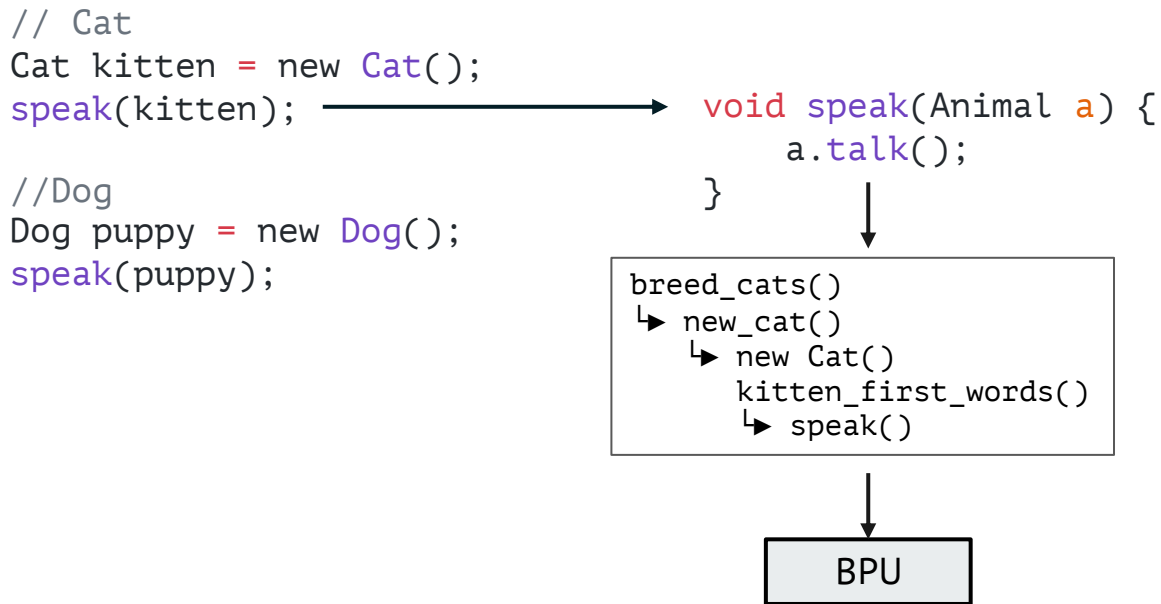 // Cat
Cat kitten = new Cat();
speak(kitten);
//Dog
Dog puppy = new Dog();
speak(puppy);
void speak(Animal a) {
    a.talk();
}
breed_cats()
↳ new_cat()
↳ new Cat()
kitten_first_words()
↳ speak()
BPU